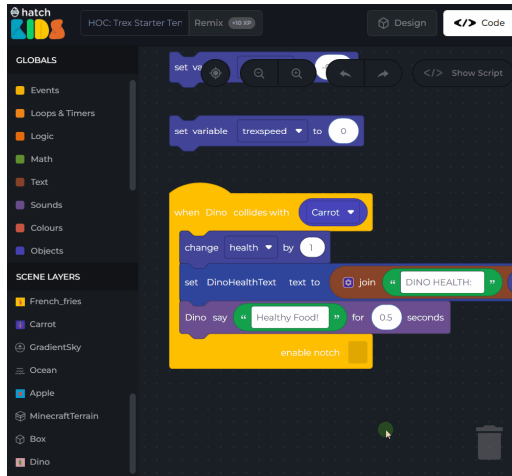 hatch
KIDS
HOC: Trex Starter Ter
Remix
+10 XP
Design
</> Code
GLOBALS
Events
Loops & Timers
Logic
Math
Text
Sounds
Colours
Objects
SCENE LAYERS
French_fries
Carrot
GradientSky
Ocean
Apple
MinecraftTerrain
Box
Dino
set va
</> Show Script
set variable trexspeed to 0
when Dino collides with Carrot
change health by 1
set DinoHealthText text to join “ DINO HEALTH: ”
Dino say “ Healthy Food! ” for 0.5 seconds
enable notch